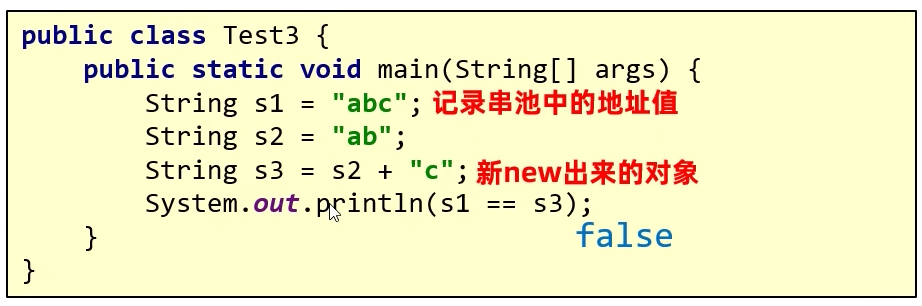 public class Test3 {
    public static void main(String[] args) {
        String s1 = "abc"; 记录串池中的地址值
        String s2 = "ab";
        String s3 = s2 + "c"; 新new出来的对象
        System.out.println(s1 == s3);
    } false
}